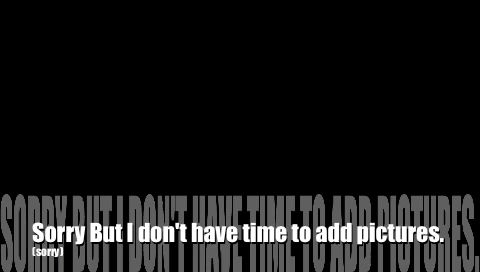 SORRY BUT I DON'T HAVE TIME TO ADD PICTURES.
Sorry But I don't have time to add pictures.
(sorry)